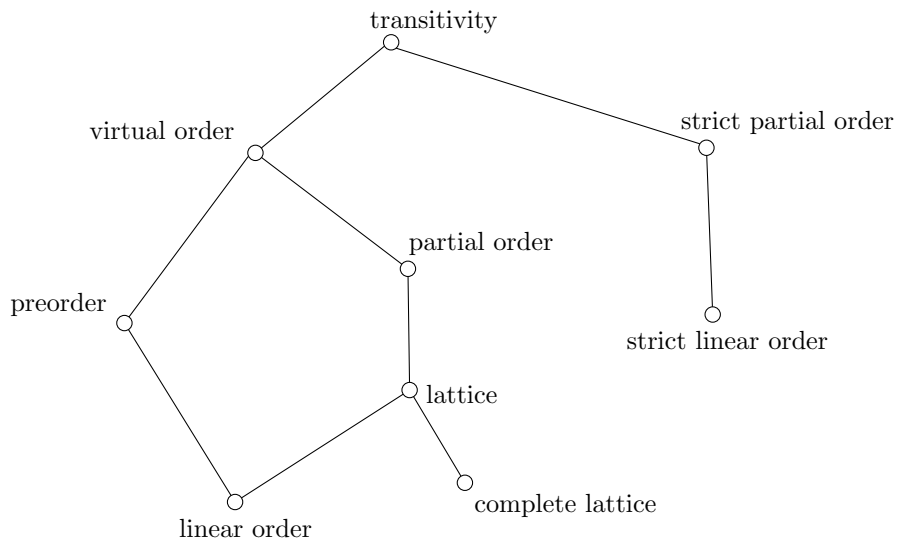 transitivity
strict partial order
virtual order
partial order
preorder
strict linear order
lattice
complete lattice
linear order